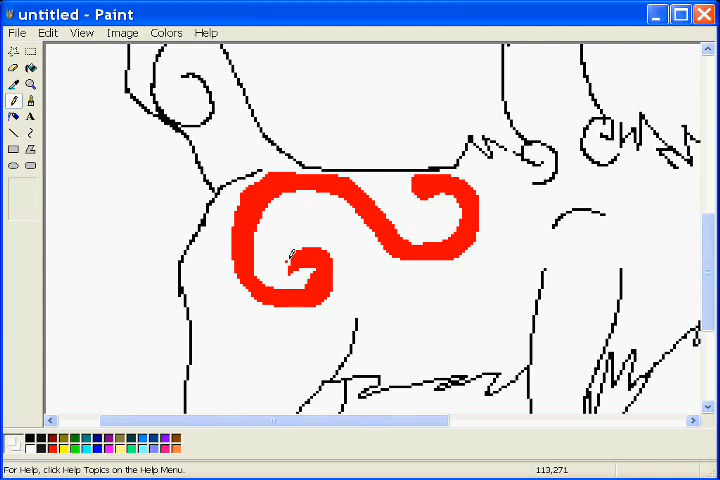 untitled - Paint
File Edit View Image Colors Help
A
For Help, click Help Topics on the Help Menu.
113,271